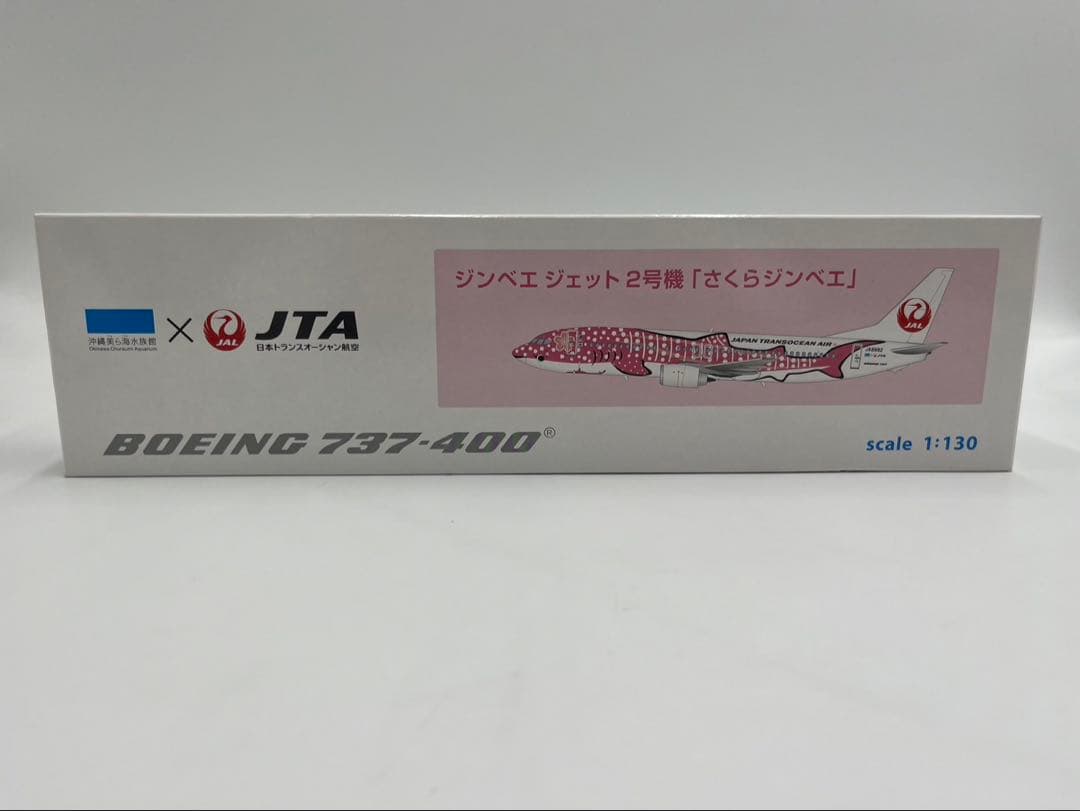 ジンベエ ジェット 2号機「さくらジンベエ」
沖縄美ら海水族館
Okinawa Churaumi Aquarium
×
JAL
JTA
日本トランスオーシャン航空
JAPAN TRANSOCEAN AIR
JAL
JTA
BOEING 737-400®
scale 1:130